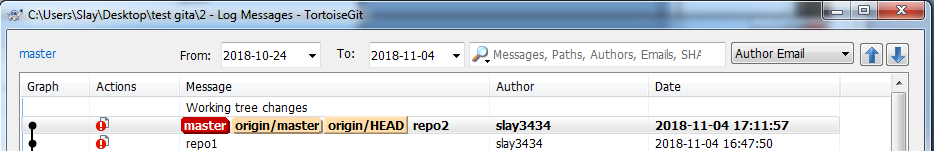 C:\Users\Slay\Desktop\test gita\2 - Log Messages - TortoiseGit
master From: 2018-10-24 To: 2018-11-04 Messages, Paths, Authors, Emails, SHA Author Email
Graph Actions Message Author Date
Working tree changes
master origin/master origin/HEAD repo2 slay3434 2018-11-04 17:11:57
repo1 slay3434 2018-11-04 16:47:50